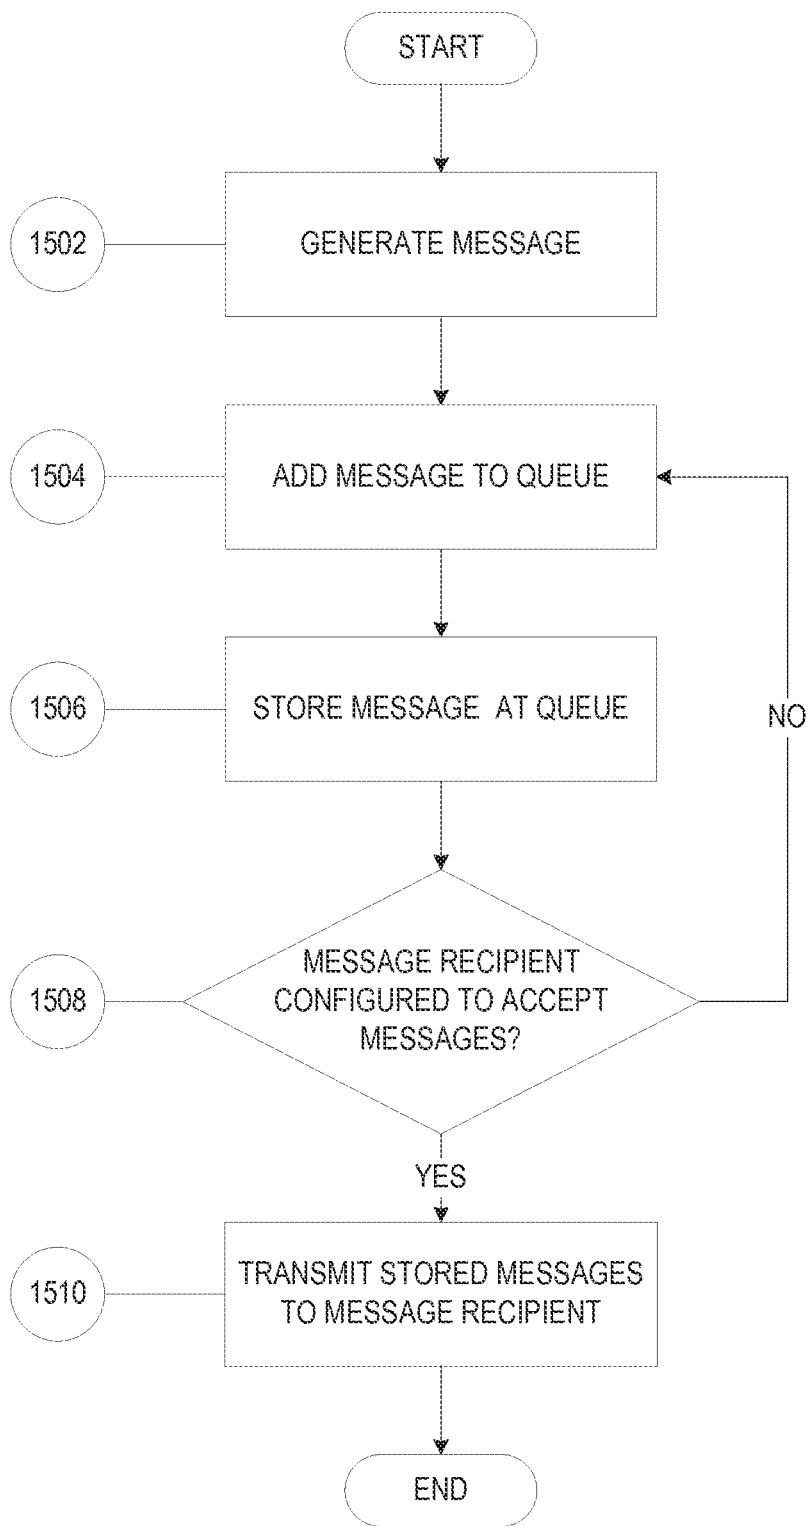 START
1502
GENERATE MESSAGE
1504
ADD MESSAGE TO QUEUE
1506
STORE MESSAGE AT QUEUE
NO
1508
MESSAGE RECIPIENT
CONFIGURED TO ACCEPT
MESSAGES?
YES
1510
TRANSMIT STORED MESSAGES
TO MESSAGE RECIPIENT
END